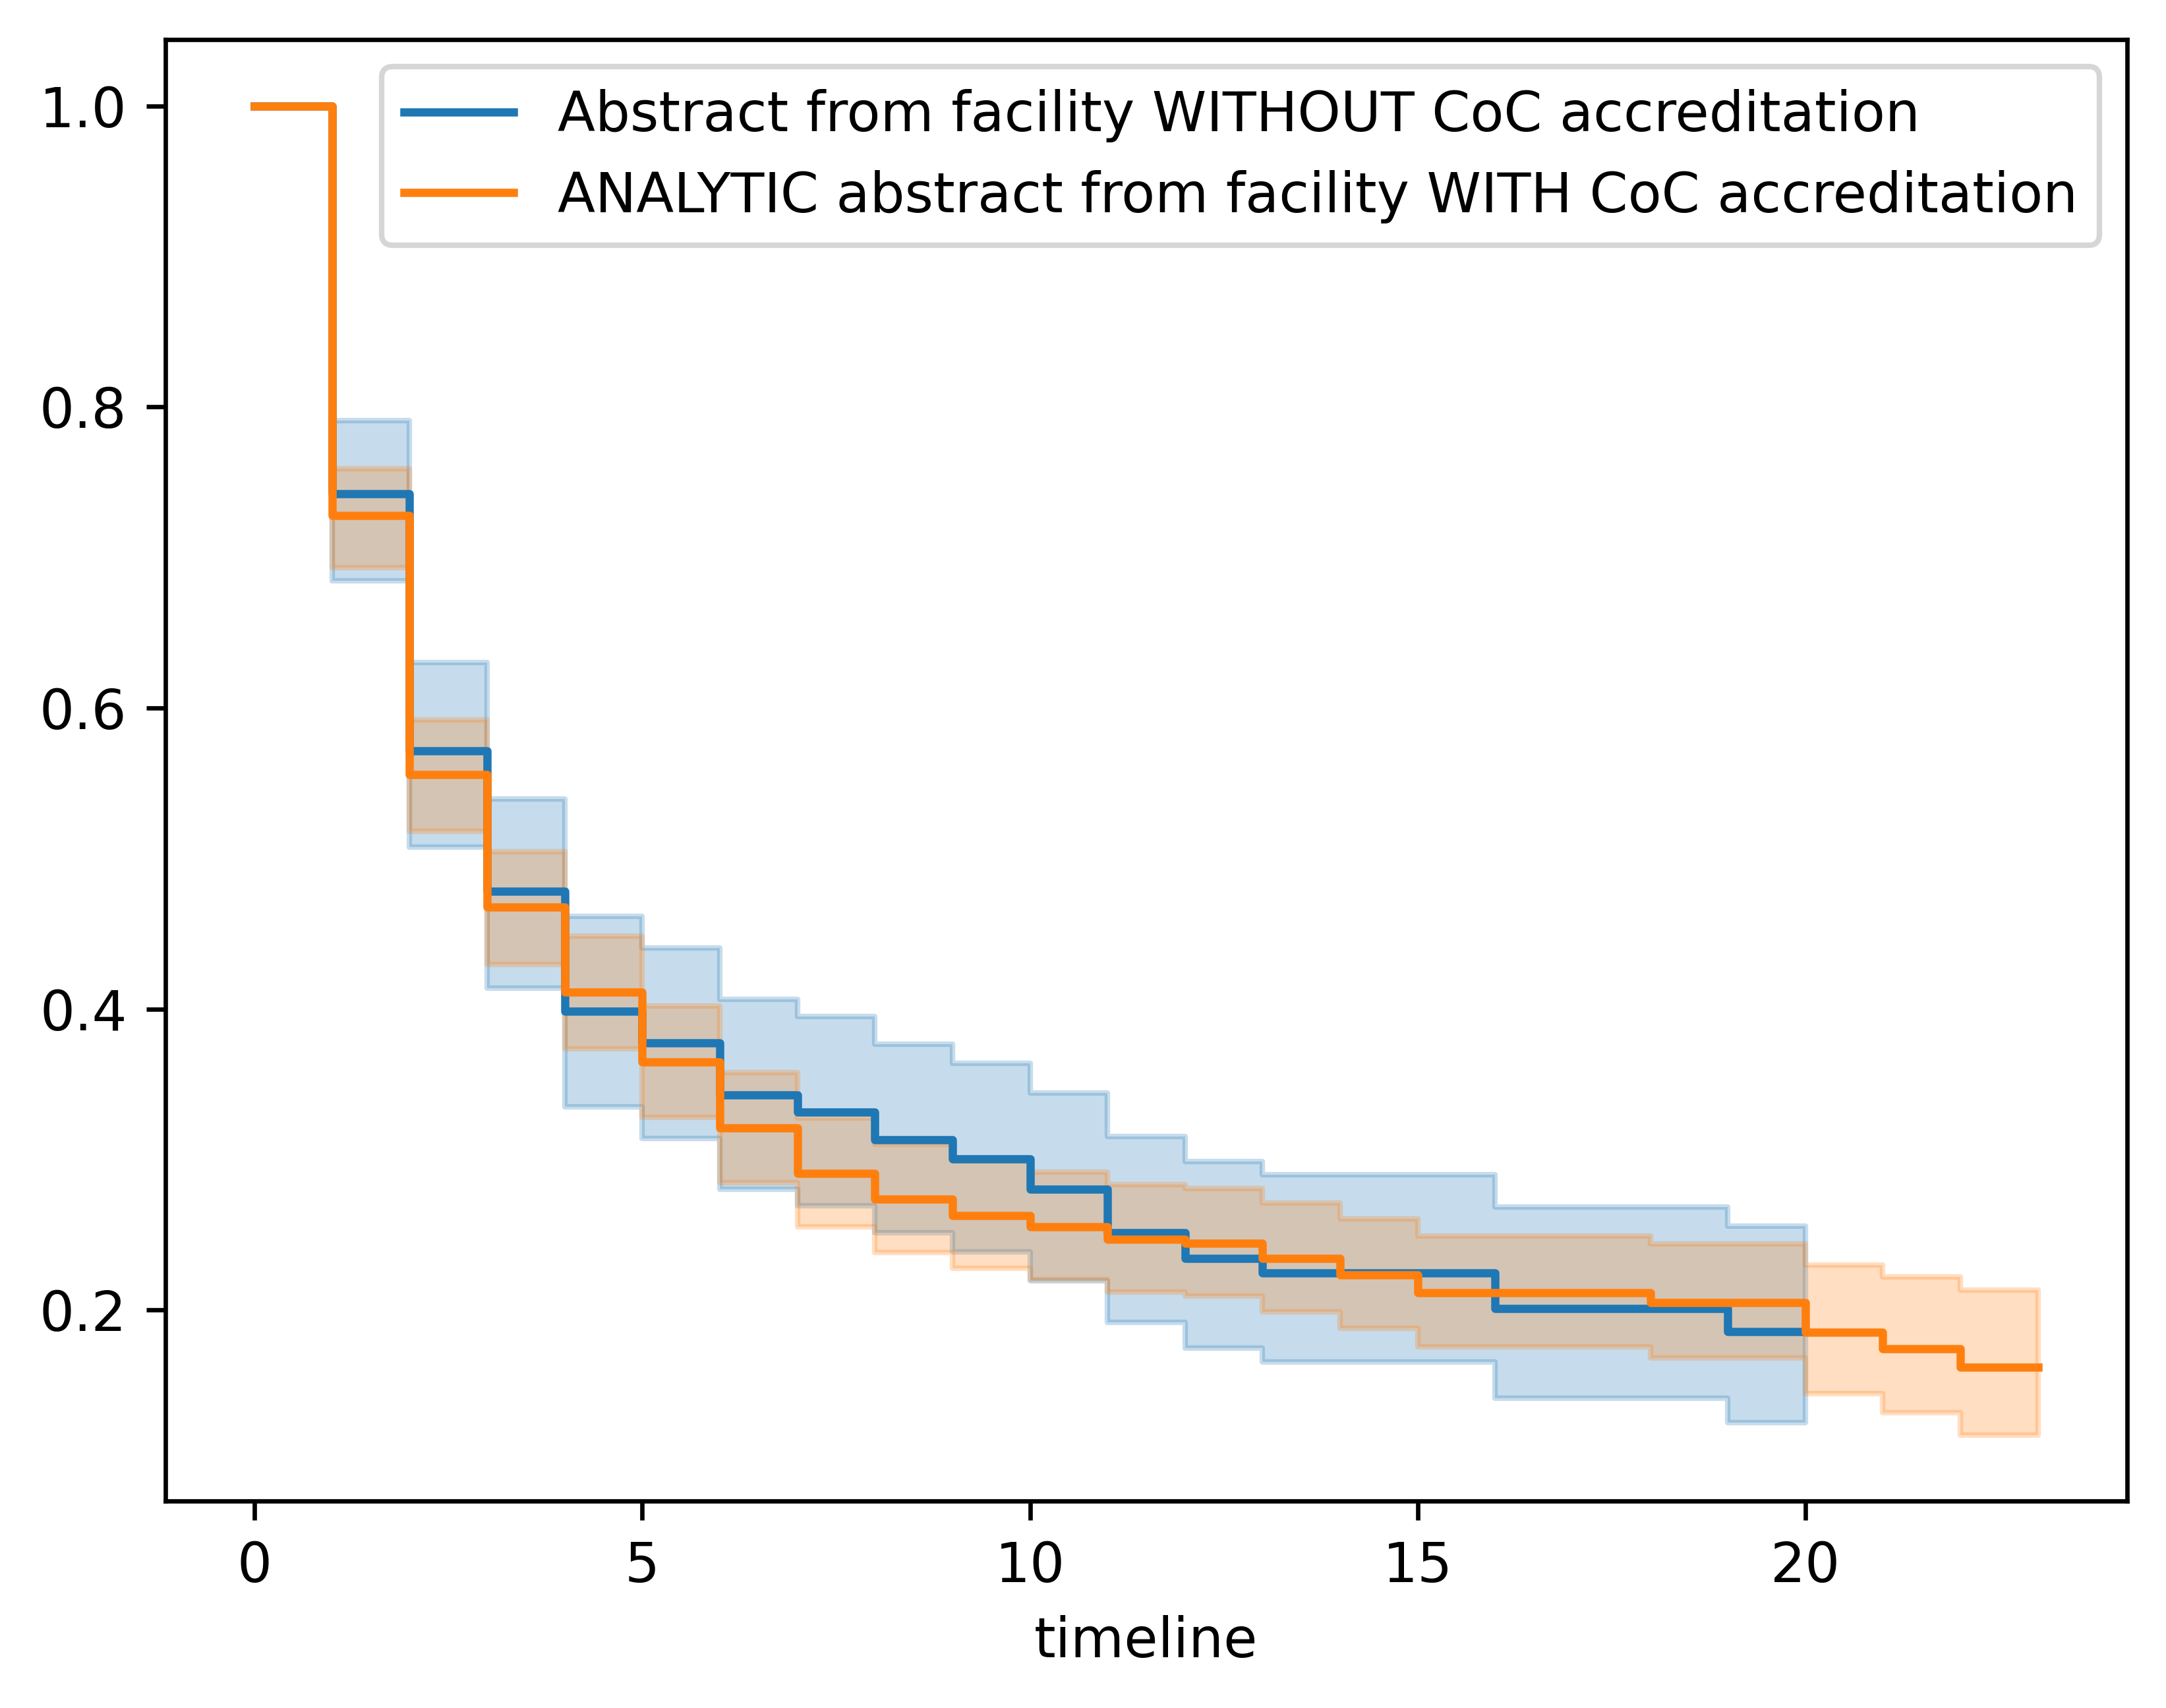 Abstract from facility WITHOUT CoC accreditation
ANALYTIC abstract from facility WITH CoC accreditation
1.0
0.8
0.6
0.4
0.2
0 5 10 15 20
timeline